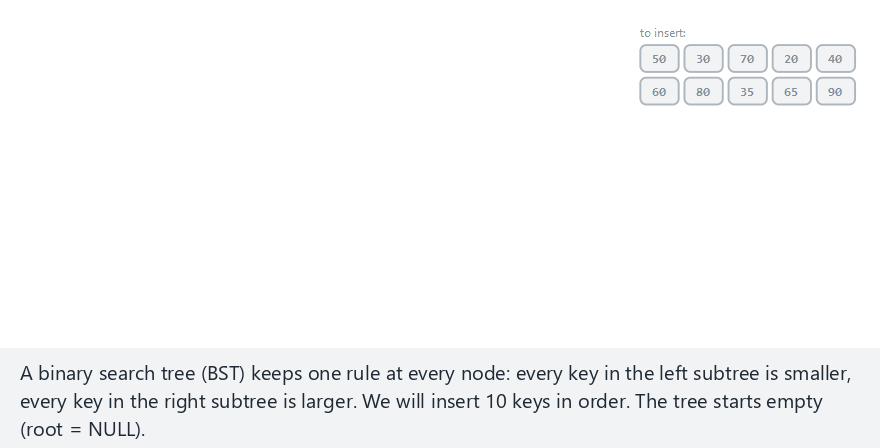 to insert:
50 30 70 20 40
60 80 35 65 90
A binary search tree (BST) keeps one rule at every node: every key in the left subtree is smaller,
every key in the right subtree is larger. We will insert 10 keys in order. The tree starts empty
(root = NULL).